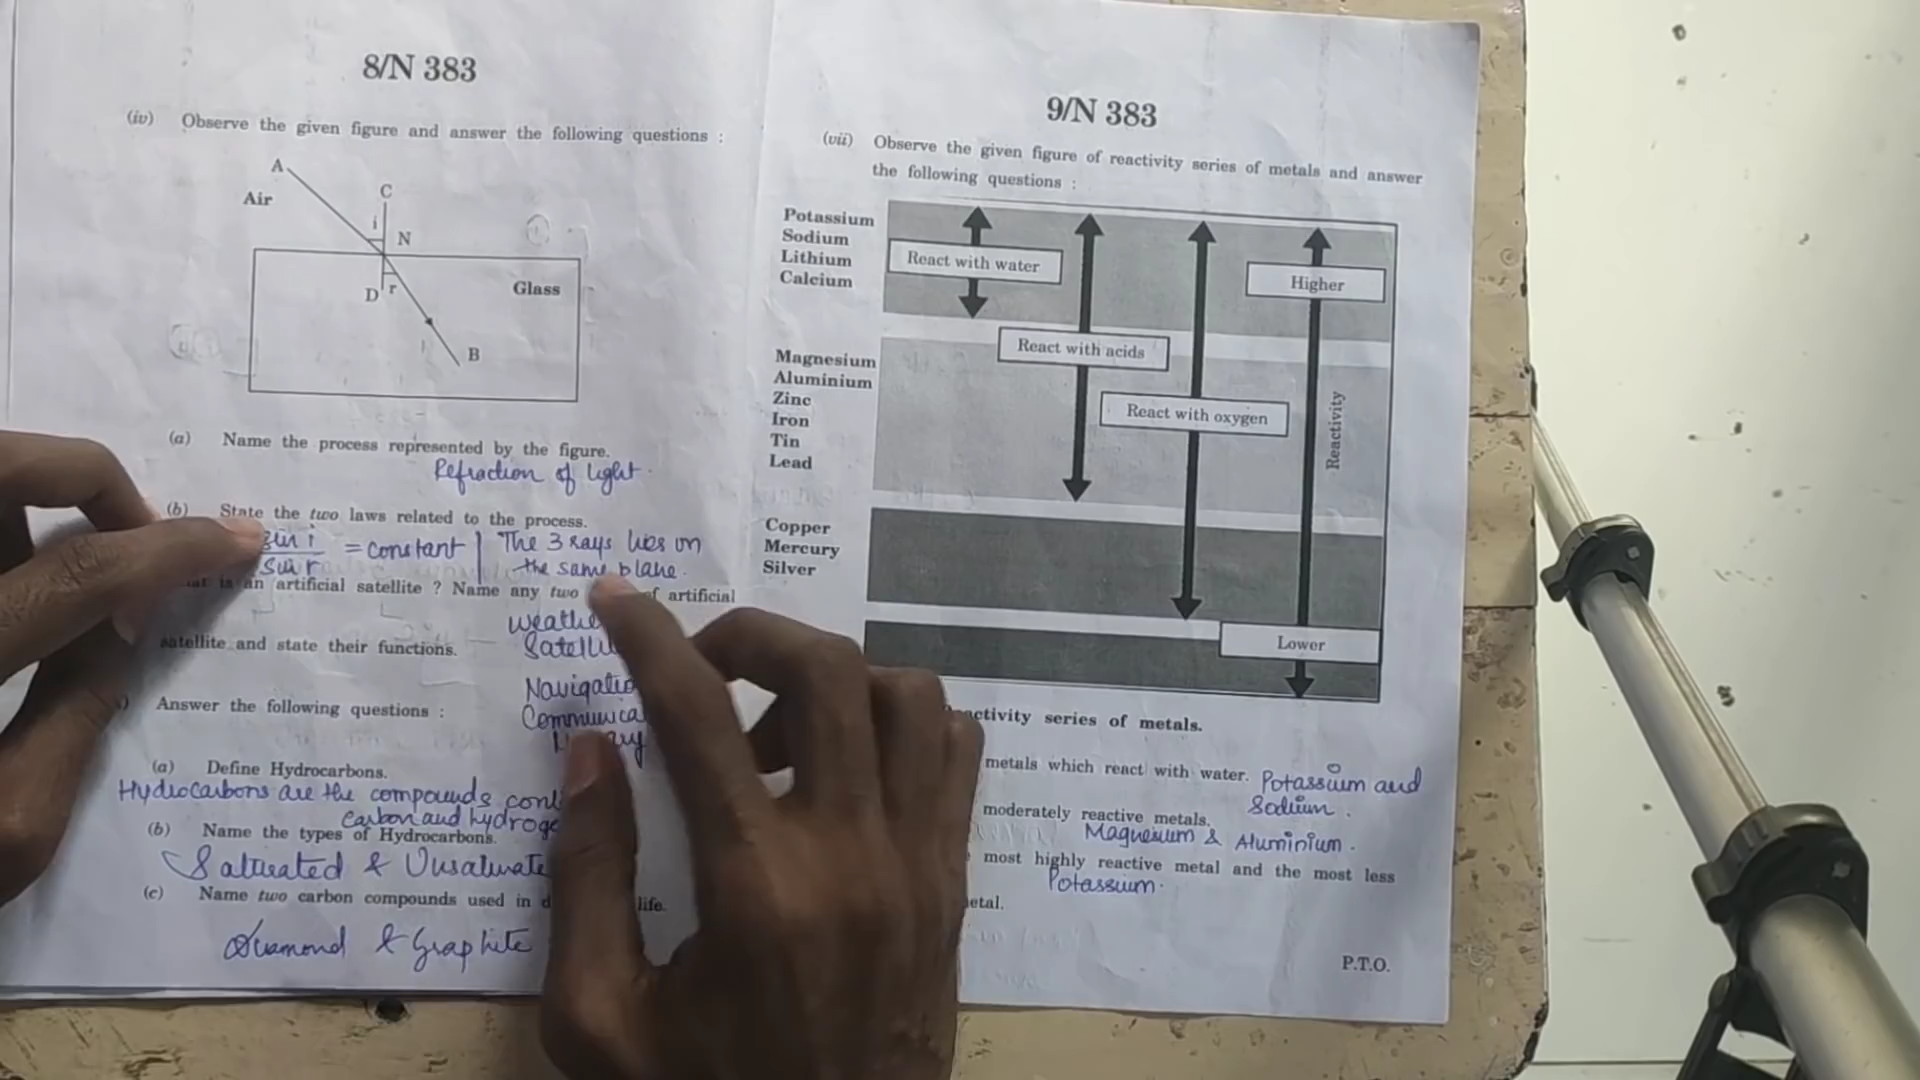 8/N 383
(iv) Observe the given figure and answer the following questions :
A
Air
C
i
N
D
r
Glass
B
(a) Name the process represented by the figure.
Refraction of light.
(b) State the two laws related to the process.
sin i
sin r
= constant
The 3 rays lies on
the same plane.
is an artificial satellite ? Name any two of artificial
satellite and state their functions.
Navigation
Answer the following questions :
(a) Define Hydrocarbons.
Hydrocarbons are the compounds
Carbon and
(b) Name the types of Hydrocarbons.
Saturated &
(c) Name two carbon compounds used in life.
Diamond & Graphite
9/N 383
(vii) Observe the given figure of reactivity series of metals and answer
the following questions :
Potassium
Sodium
Lithium
Calcium
React with water
Higher
React with acids
Magnesium
Aluminium
Zinc
Iron
Tin
Lead
React with oxygen
Reactivity
Copper
Mercury
Silver
Lower
series of metals.
metals which react with water.
Potassium and
Sodium.
moderately reactive metals.
Magnesium & Aluminium.
most highly reactive metal and the most less
Potassium.
P.T.O.